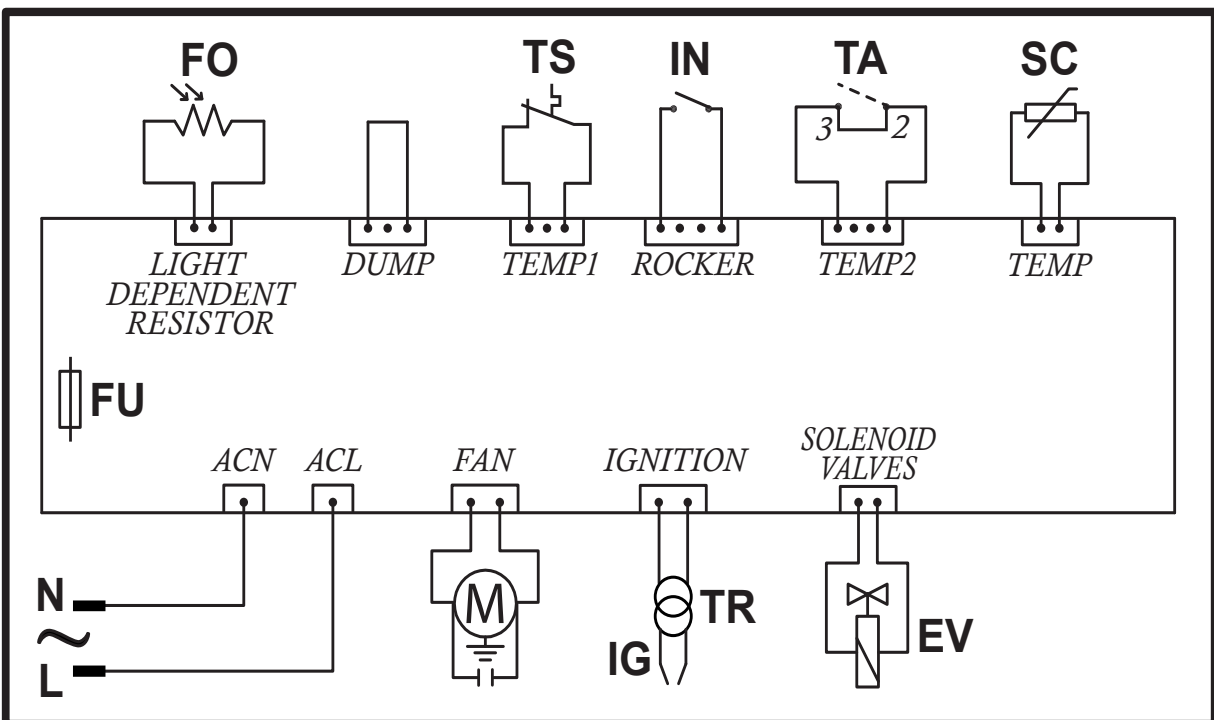 FO
TS
IN
TA
SC
3
2
LIGHT
DEPENDENT
RESISTOR
DUMP
TEMP1
ROCKER
TEMP2
TEMP
FU
ACN
ACL
FAN
IGNITION
SOLENOID
VALVES
N
~
L
M
IG
TR
EV